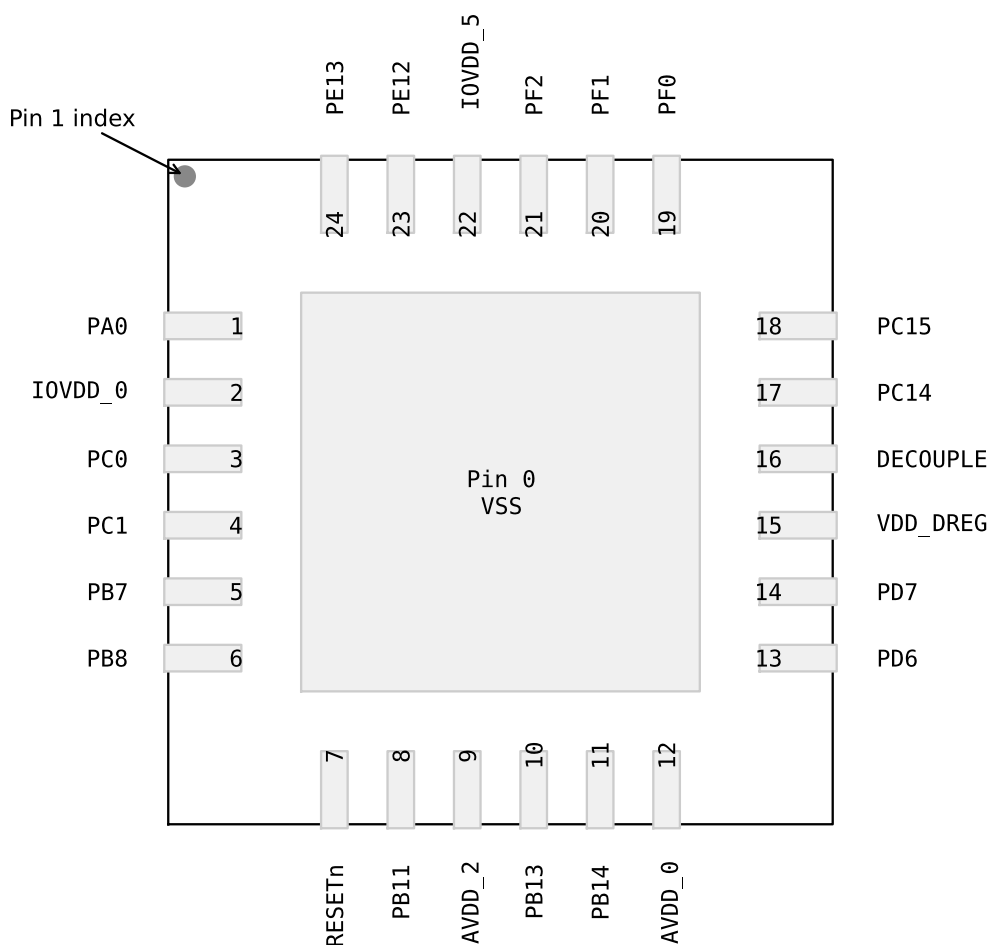 PE13
PE12
IOVDD_5
PF2
PF1
PF0
Pin 1 index
24
23
22
21
20
19
PA0 1
18 PC15
IOVDD_0 2
17 PC14
PC0 3
16 DECOUPLE
Pin 0
VSS
PC1 4
15 VDD_DREG
PB7 5
14 PD7
PB8 6
13 PD6
7
8
9
10
11
12
RESETn
PB11
AVDD_2
PB13
PB14
AVDD_0